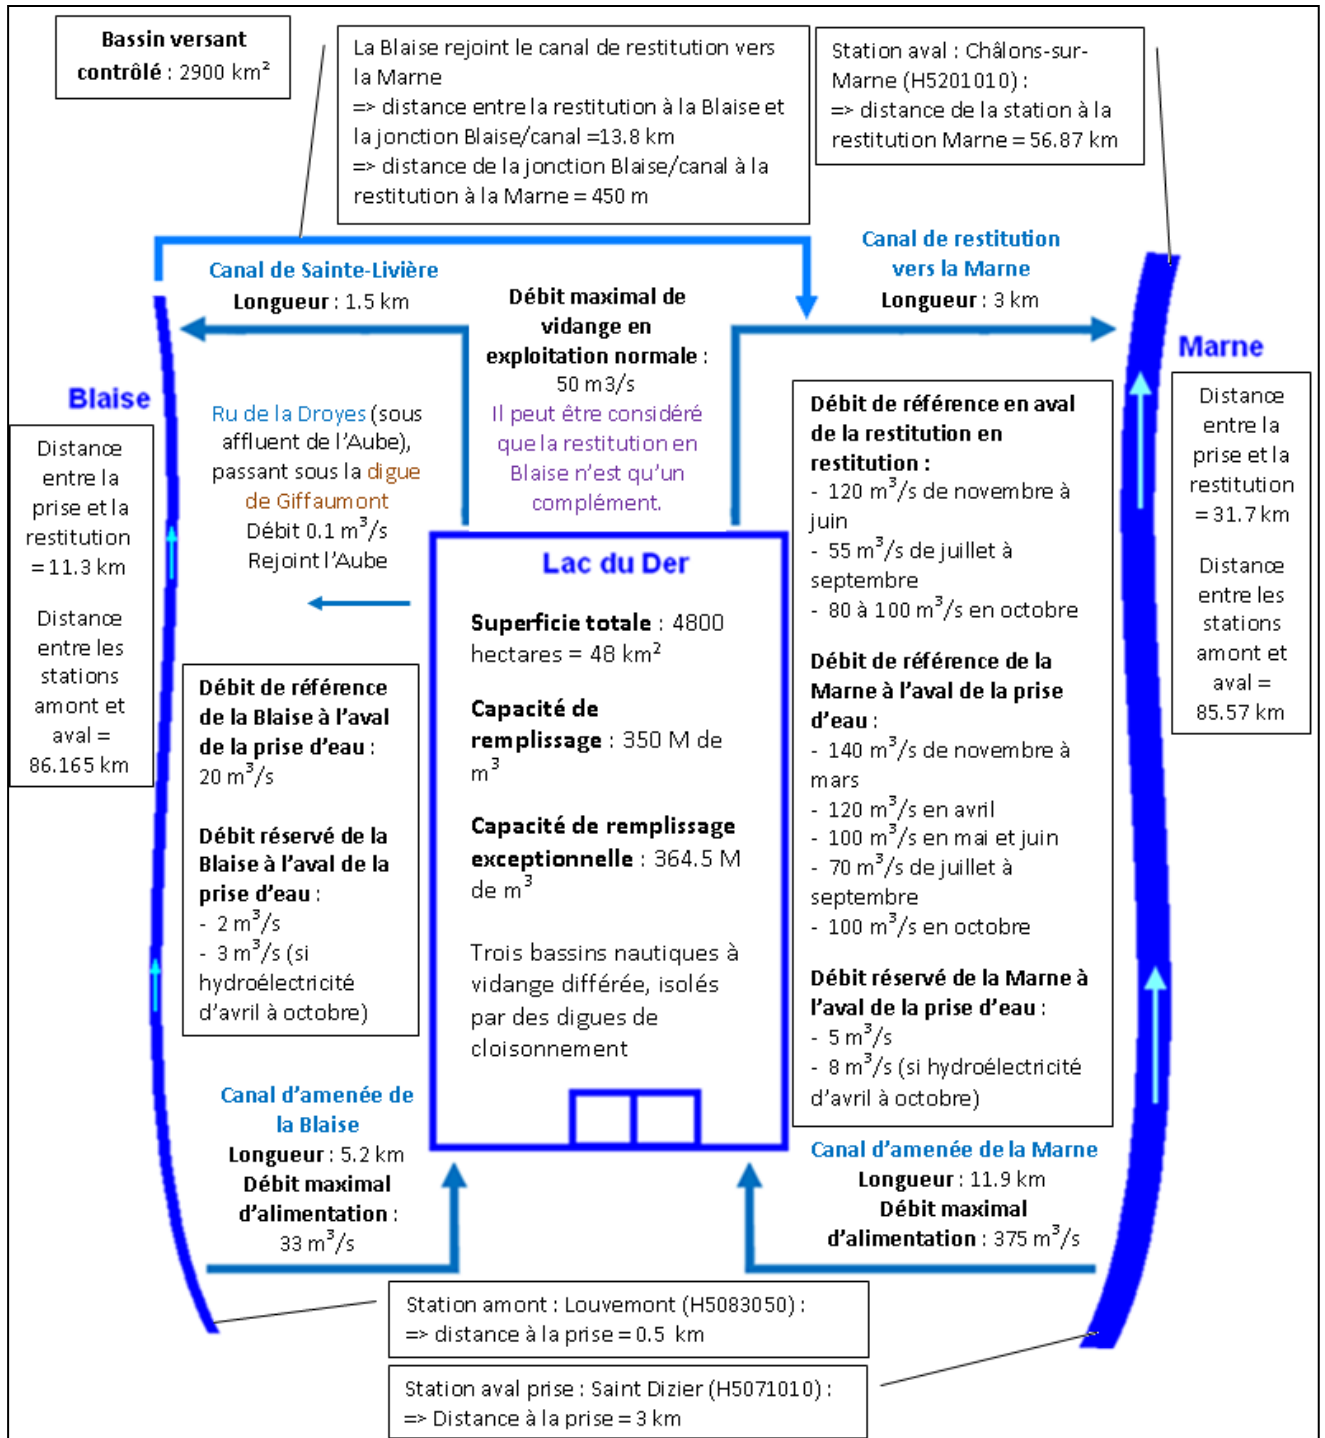 Bassin versant
contrôlé : 2900 km²
La Blaise rejoint le canal de restitution vers
la Marne
=> distance entre la restitution à la Blaise et
la jonction Blaise/canal =13.8 km
=> distance de la jonction Blaise/canal à la
restitution à la Marne = 450 m
Station aval : Châlons-sur-
Marne (H5201010) :
=> distance de la station à la
restitution Marne = 56.87 km
Canal de Sainte-Livière
Longueur : 1.5 km
Débit maximal de
vidange en
exploitation normale :
50 m3/s
Il peut être considéré
que la restitution en
Blaise n'est qu'un
complément.
Canal de restitution
vers la Marne
Longueur : 3 km
Marne
Blaise
Distance
entre la
prise et la
restitution
= 11.3 km
Distance
entre les
stations
amont et
aval =
86.165 km
Ru de la Droyes (sous
affluent de l'Aube),
passant sous la digue
de Giffaumont
Débit 0.1 m³/s
Rejoint l'Aube
Débit de référence
de la Blaise à l'aval
de la prise d'eau :
20 m³/s
Débit réservé de la
Blaise à l'aval de la
prise d'eau :
- 2 m³/s
- 3 m³/s (si
hydroélectricité
d'avril à octobre)
Lac du Der
Superficie totale : 4800
hectares = 48 km²
Capacité de
remplissage : 350 M de
m³
Capacité de remplissage
exceptionnelle : 364.5 M
de m³
Trois bassins nautiques à
vidange différée, isolés
par des digues de
cloisonnement
Débit de référence en aval
de la restitution en
restitution :
- 120 m³/s de novembre à
juin
- 55 m³/s de juillet à
septembre
- 80 à 100 m³/s en octobre
Débit de référence de la
Marne à l'aval de la prise
d'eau :
- 140 m³/s de novembre à
mars
- 120 m³/s en avril
- 100 m³/s en mai et juin
- 70 m³/s de juillet à
septembre
- 100 m³/s en octobre
Débit réservé de la Marne à
l'aval de la prise d'eau :
- 5 m³/s
- 8 m³/s (si hydroélectricité
d'avril à octobre)
Distance
entre la
prise et la
restitution
= 31.7 km
Distance
entre les
stations
amont et
aval =
85.57 km
Canal d'amenée de
la Blaise
Longueur : 5.2 km
Débit maximal
d'alimentation :
33 m³/s
Canal d'amenée de la Marne
Longueur : 11.9 km
Débit maximal
d'alimentation : 375 m³/s
Station amont : Louvemont (H5083050) :
=> distance à la prise = 0.5 km
Station aval prise : Saint Dizier (H5071010) :
=> Distance à la prise = 3 km